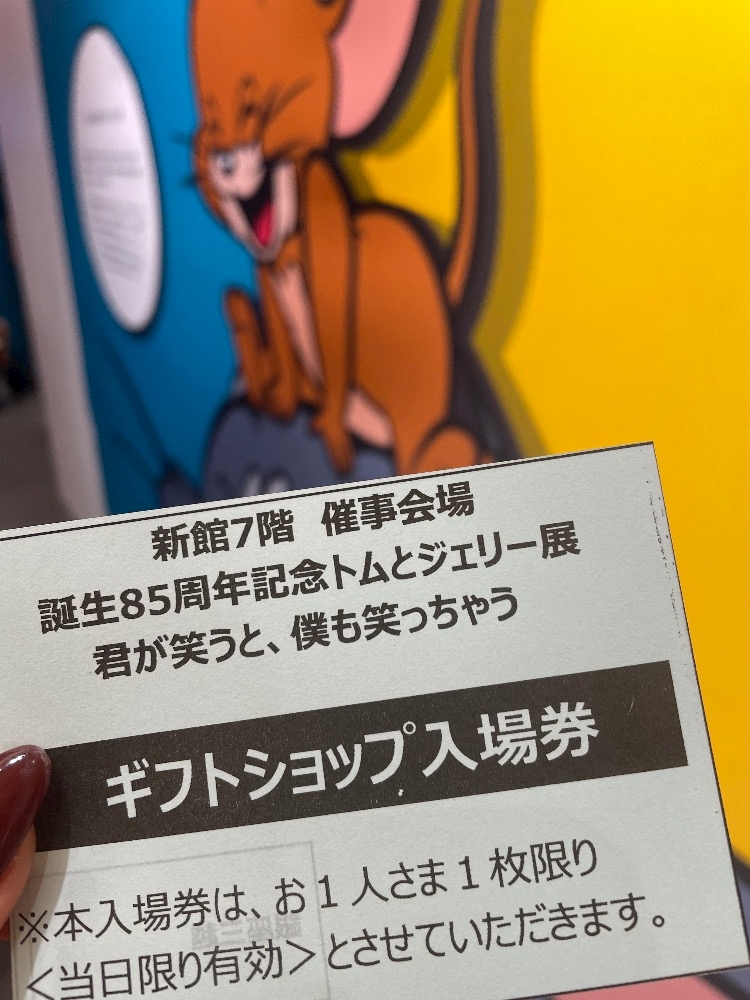 新館7階 催事会場
誕生85周年記念トムとジェリー展
君が笑うと、僕も笑っちゃう
ギフトショップ入場券
※本入場券は、お1人さま1枚限り
<当日限り有効>とさせていただきます。